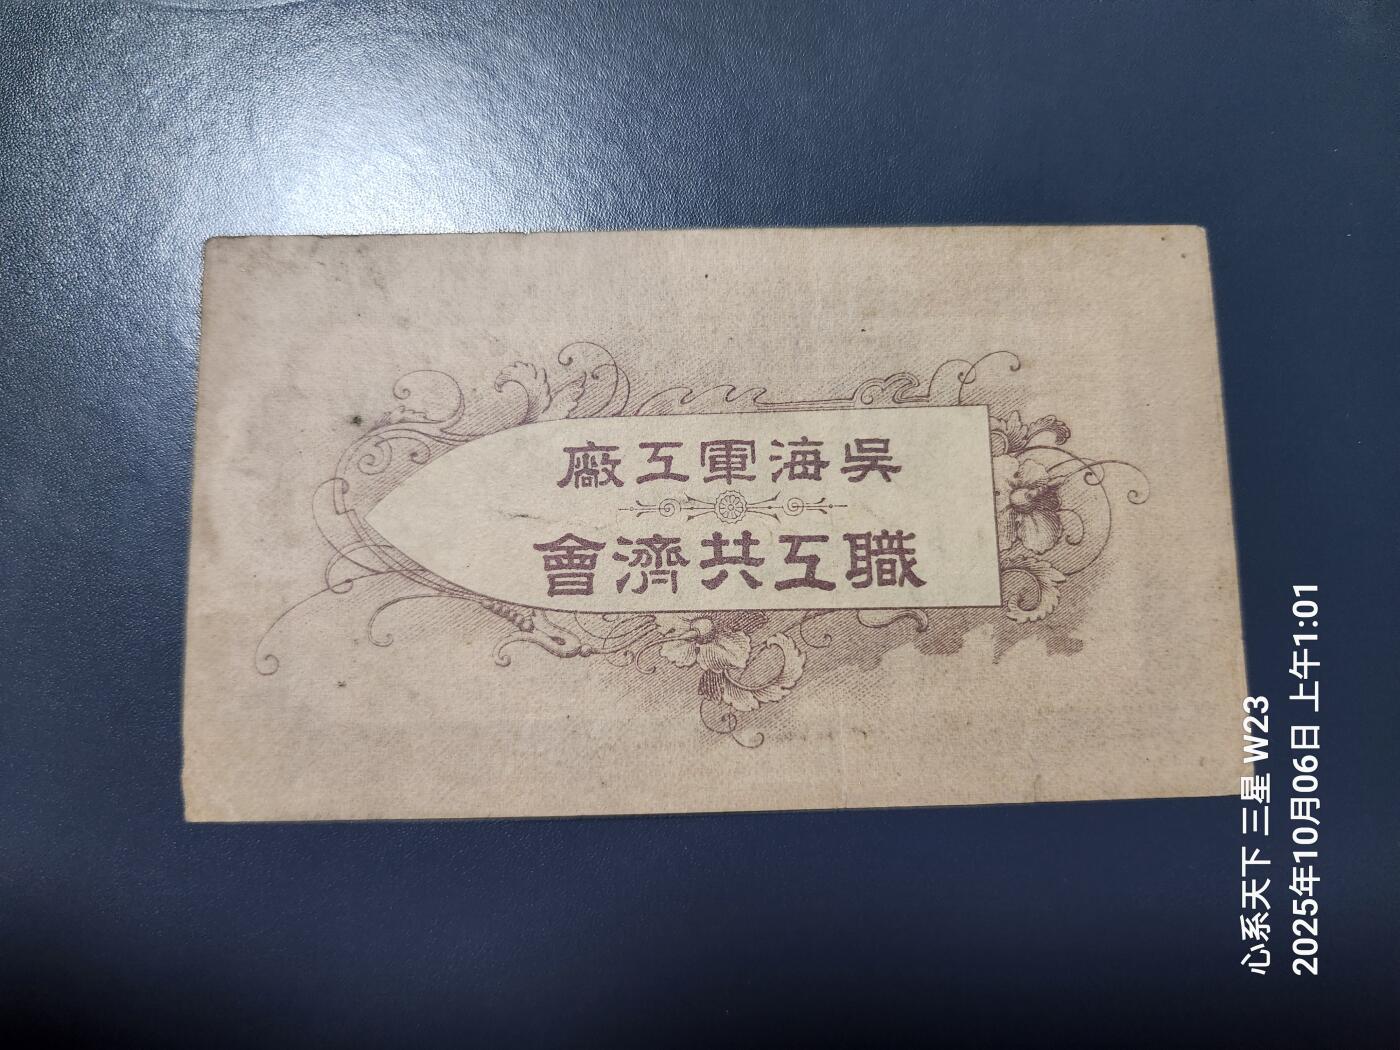 呉海軍工廠
職工共濟會
心系天下 三星 W23
2025年10月06日 上午1:01